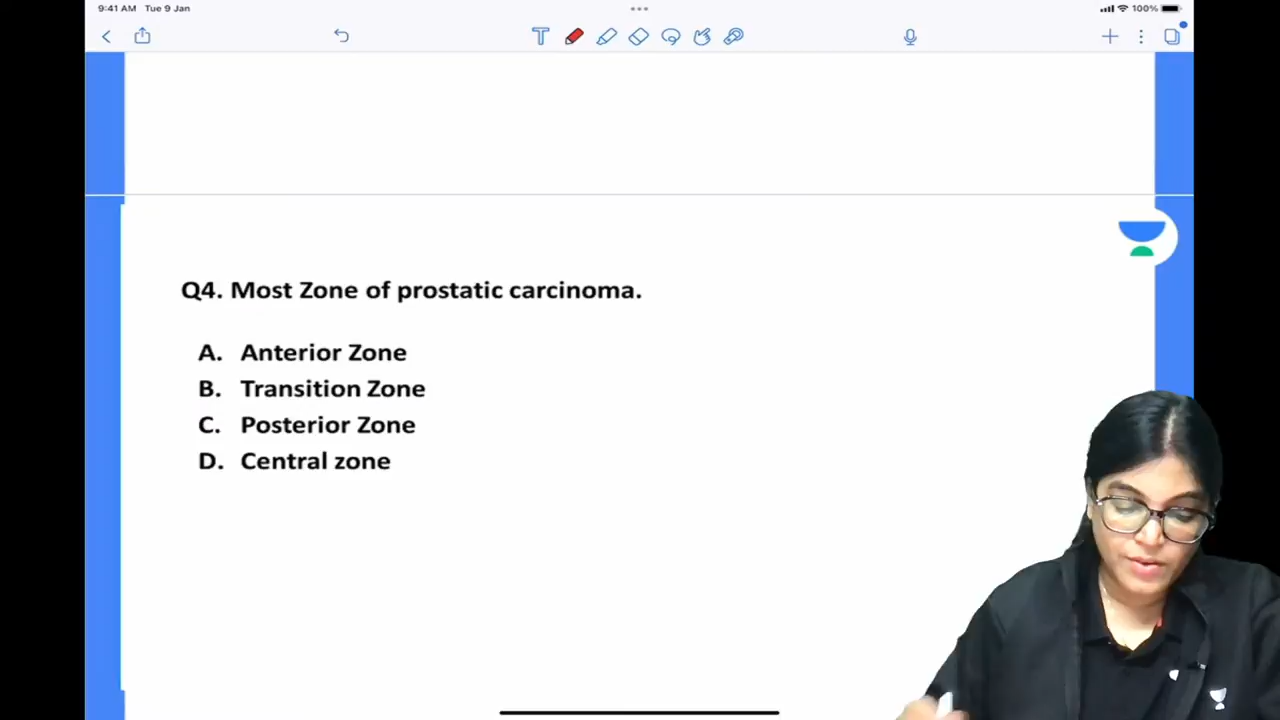 9:41 AM Tue 9 Jan
100%
T
Q4. Most Zone of prostatic carcinoma.
A. Anterior Zone
B. Transition Zone
C. Posterior Zone
D. Central zone